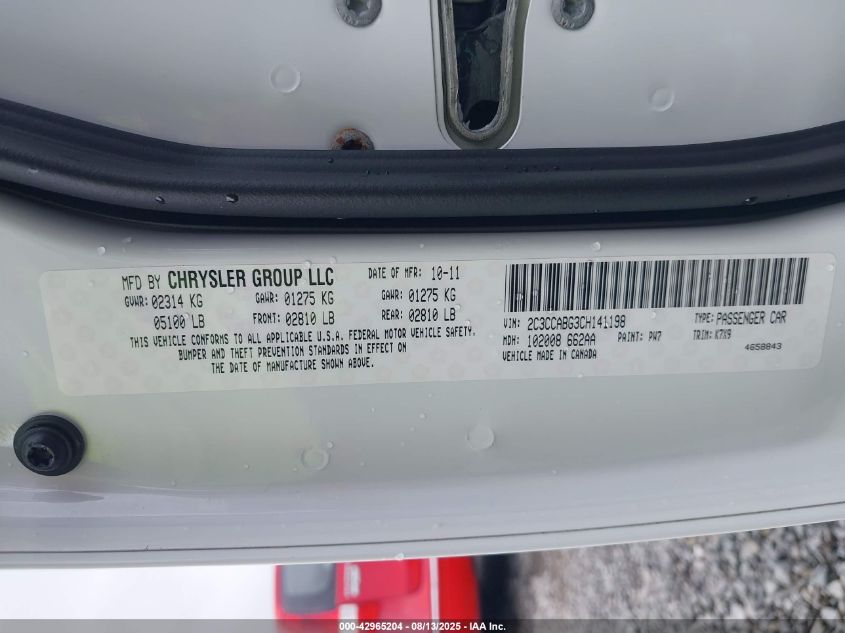 MFD BY CHRYSLER GROUP LLC
DATE OF MFR: 10-11
GVWR: 02314 KG GAWR: 01275 KG GAWR: 01275 KG
05100 LB FRONT: 02810 LB REAR: 02810 LB
THIS VEHICLE CONFORMS TO ALL APPLICABLE U.S.A. FEDERAL MOTOR VEHICLE SAFETY,
BUMPER AND THEFT PREVENTION STANDARDS IN EFFECT ON
THE DATE OF MANUFACTURE SHOWN ABOVE.
VIN: 2C3CCABG3CH141198 TYPE: PASSENGER CAR
MDH: 102008 662AA PAINT: PW7 TRIM: K7X9
VEHICLE MADE IN CANADA 4658843
000-42965204 - 08/13/2025 - IAA Inc.